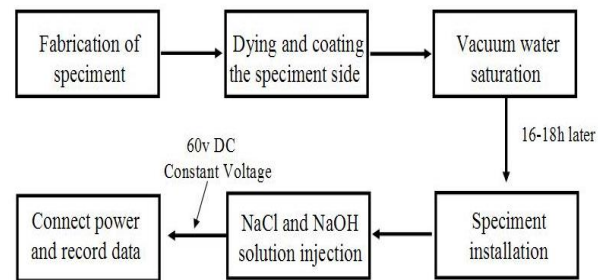 Fabrication of
speciment
Dying and coating
the speciment side
Vacuum water
saturation
16-18h later
Speciment
installation
NaCl and NaOH
solution injection
60v DC
Constant Voltage
Connect power
and record data